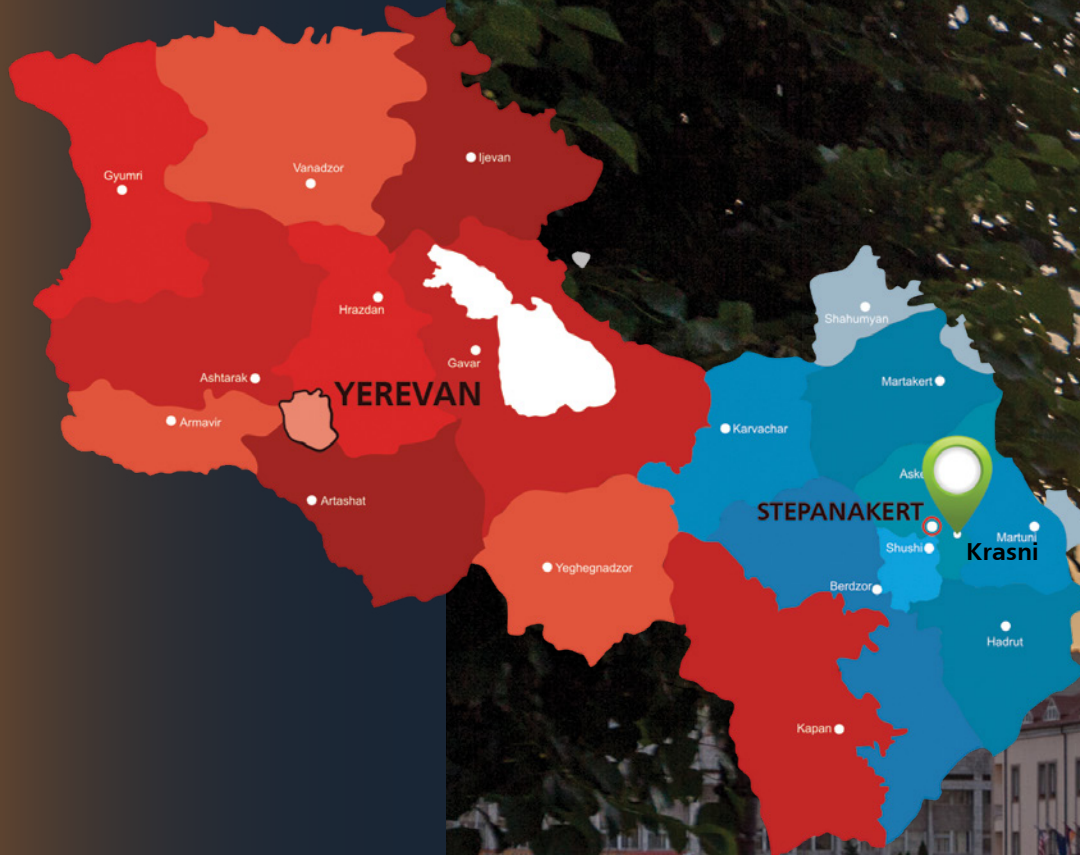 Ijevan
Vanadzor
Gyumri
Hrazdan
Shahumyan
Gavar
Ashtarak
YEREVAN
Martakert
Armavir
Karvachar
Aske
Artashat
STEPANAKERT
Martuni
Shushi
Krasni
Yeghegnadzor
Berdzor
Hadrut
Kapan